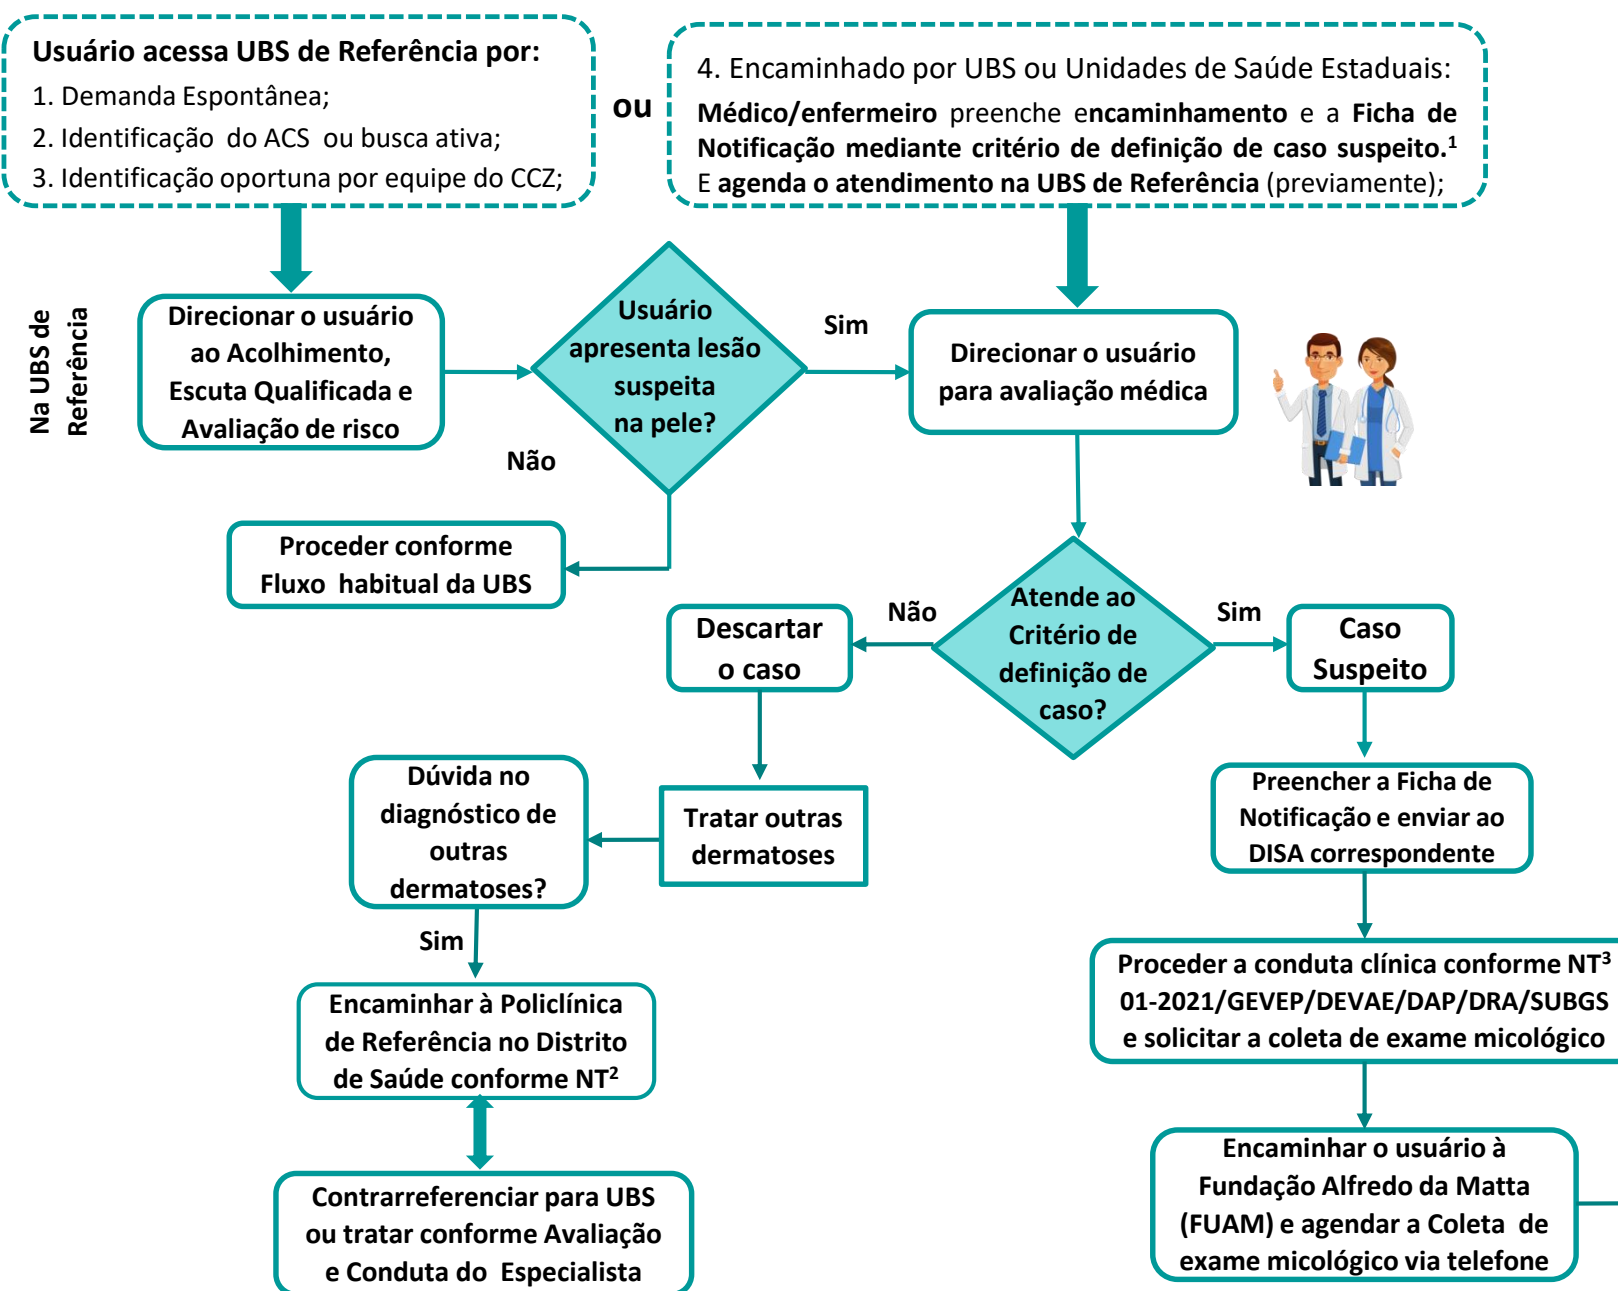 Usuário acessa UBS de Referência por:
1. Demanda Espontânea;
2. Identificação do ACS ou busca ativa;
3. Identificação oportuna por equipe do CCZ;
ou
4. Encaminhado por UBS ou Unidades de Saúde Estaduais:
Médico/enfermeiro preenche encaminhamento e a Ficha de
Notificação mediante critério de definição de caso suspeito.¹
E agenda o atendimento na UBS de Referência (previamente);
Na UBS de
Referência
Direcionar o usuário
ao Acolhimento,
Escuta Qualificada e
Avaliação de risco
Usuário
apresenta lesão
suspeita
na pele?
Sim
Direcionar o usuário
para avaliação médica
Não
Proceder conforme
Fluxo habitual da UBS
Atende ao
Critério de
definição de
caso?
Não
Descartar
o caso
Sim
Caso
Suspeito
Tratar outras
dermatoses
Dúvida no
diagnóstico de
outras
dermatoses?
Sim
Encaminhar à Policlínica
de Referência no Distrito
de Saúde conforme NT²
Contrarreferenciar para UBS
ou tratar conforme Avaliação
e Conduta do Especialista
Preencher a Ficha de
Notificação e enviar ao
DISA correspondente
Proceder a conduta clínica conforme NT³
01-2021/GEVEP/DEVAE/DAP/DRA/SUBGS
e solicitar a coleta de exame micológico
Encaminhar o usuário à
Fundação Alfredo da Matta
(FUAM) e agendar a Coleta de
exame micológico via telefone